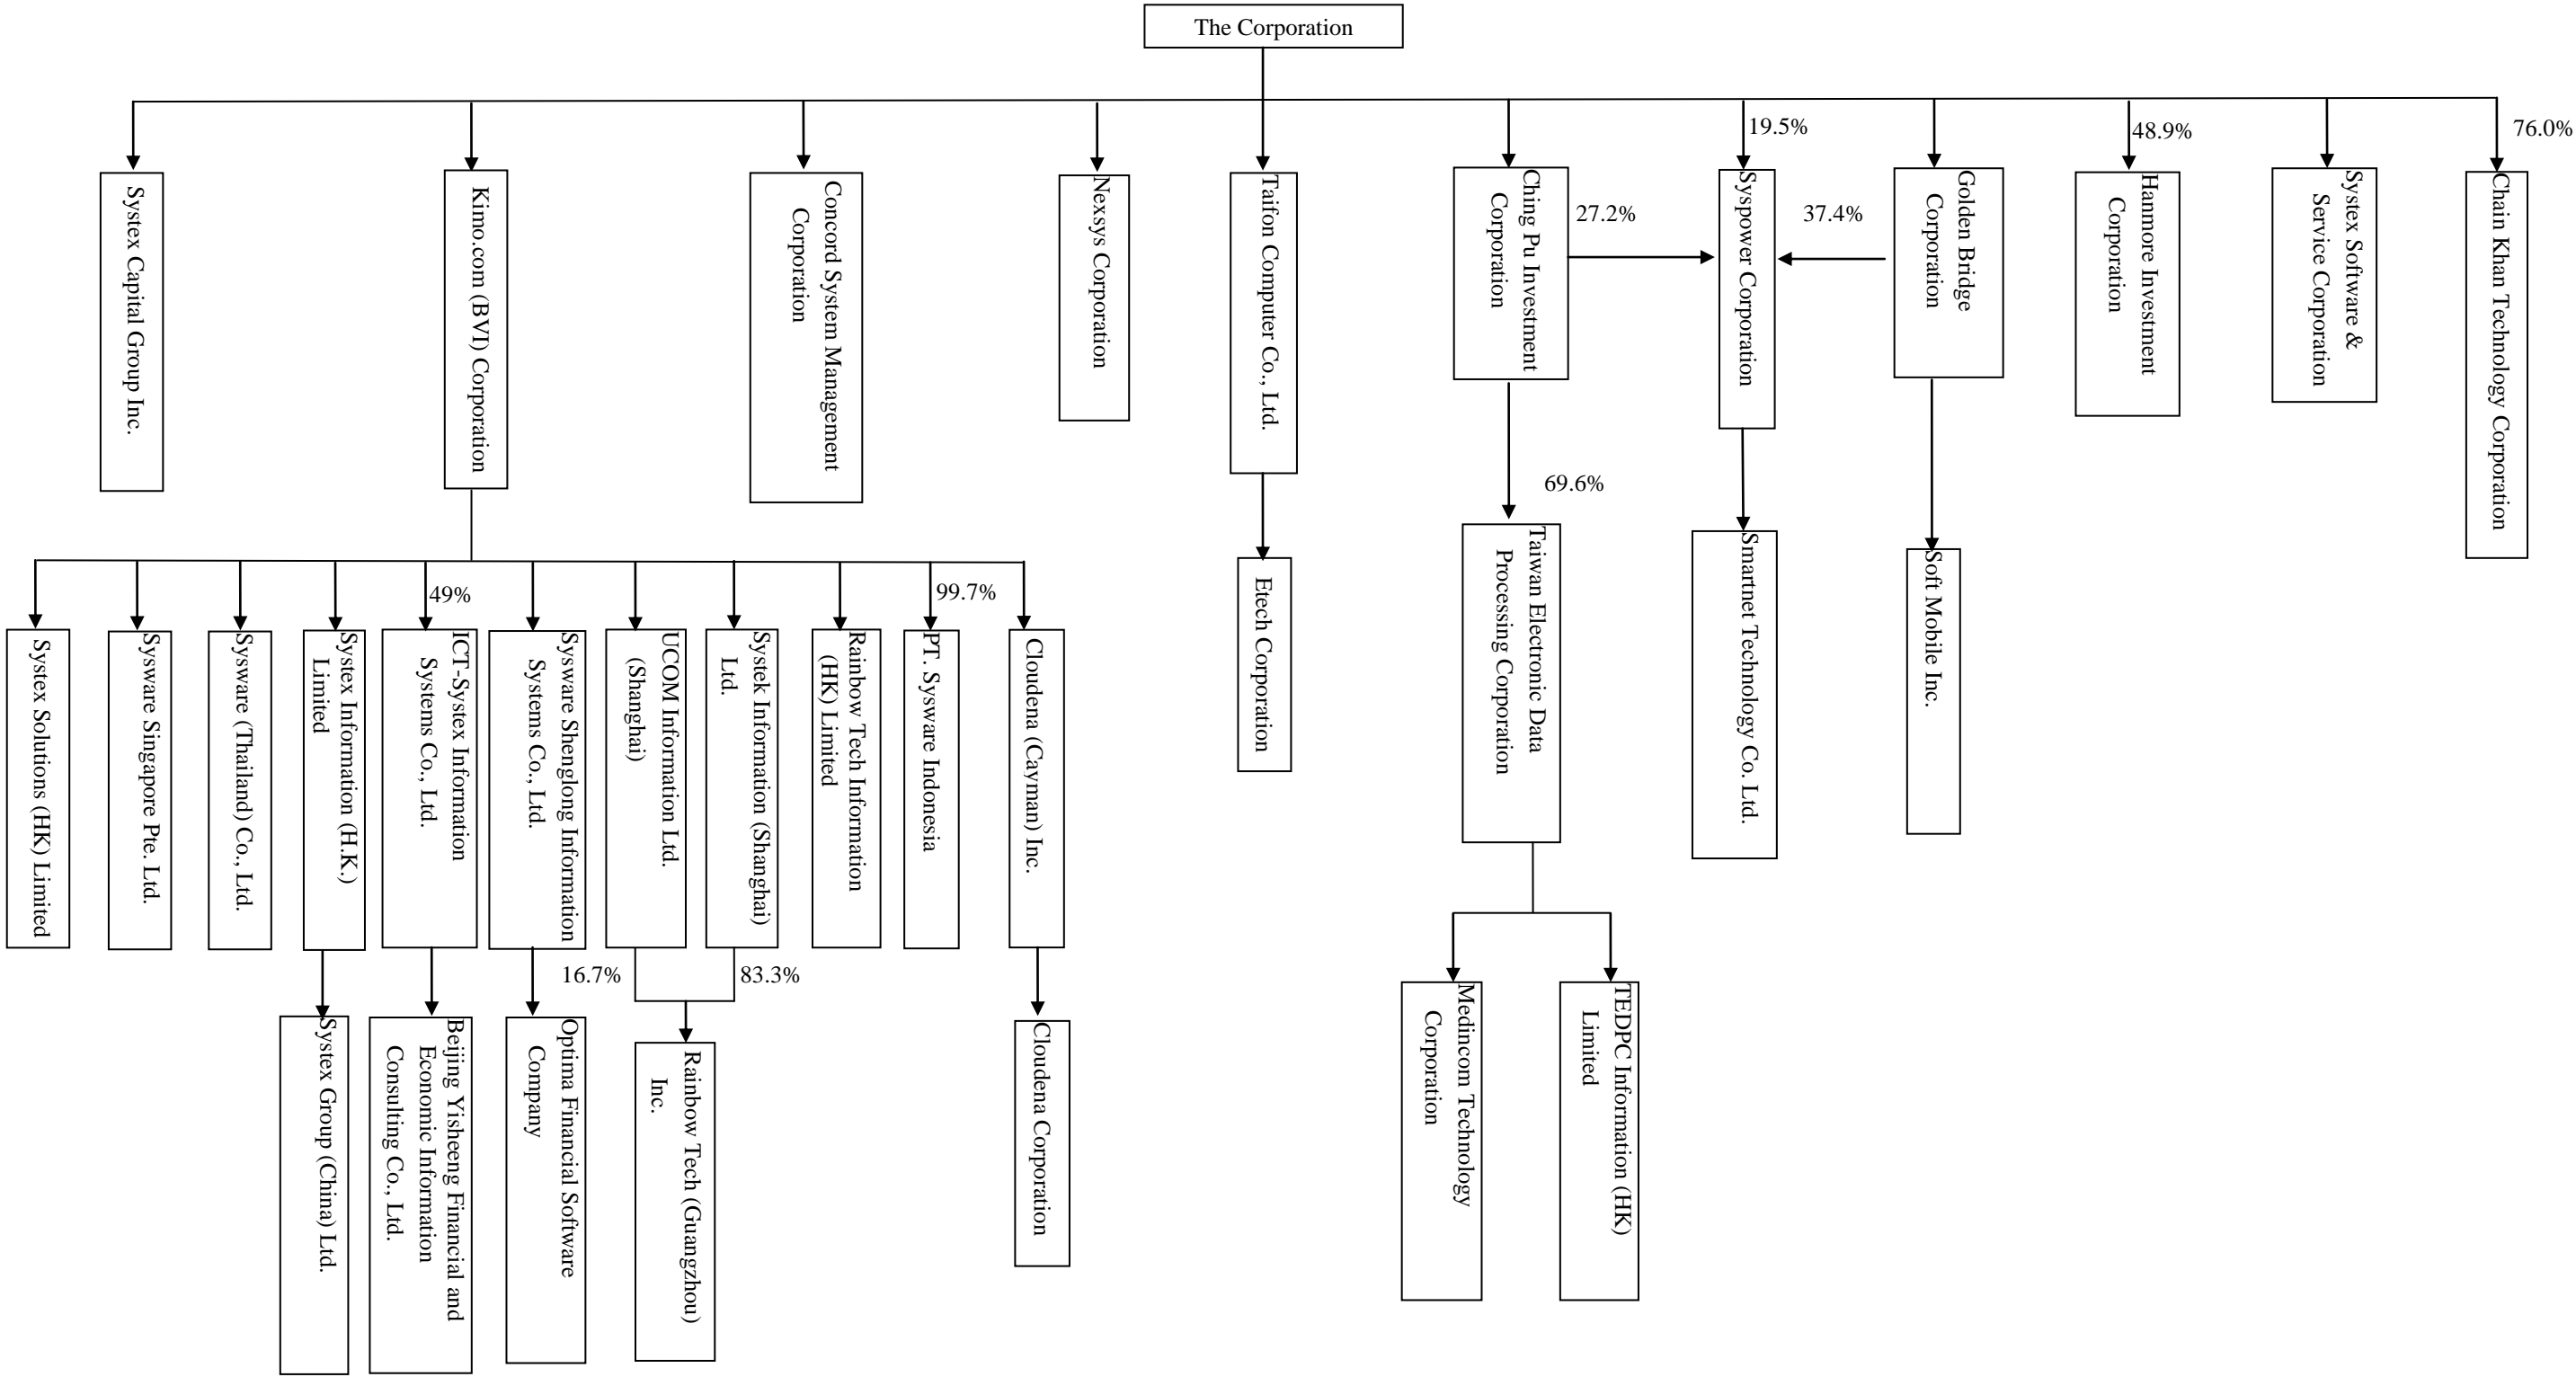 The Corporation
19.5%
48.9%
76.0%
Systex Capital Group Inc.
Kimo.com (BVI) Corporation
Concord System Management
Corporation
Nexsys Corporation
Taifon Computer Co., Ltd.
Ching Pu Investment
Corporation
27.2%
Syspower Corporation
37.4%
Golden Bridge
Corporation
Hanmore Investment
Corporation
Systex Software &
Service Corporation
Chain Khan Technology Corporation
69.6%
49%
99.7%
Etech Corporation
Taiwan Electronic Data
Processing Corporation
Smartnet Technology Co. Ltd.
Soft Mobile Inc.
Systex Solutions (HK) Limited
Sysware Singapore Pte. Ltd.
Sysware (Thailand) Co., Ltd.
Systex Information (H.K.)
Limited
ICT-Systex Information
Systems Co., Ltd.
Sysware Shenglong Information
Systems Co., Ltd.
UCOM Information Ltd.
(Shanghai)
Systek Information (Shanghai)
Ltd.
Rainbow Tech Information
(HK) Limited
PT. Sysware Indonesia
Cloudena (Cayman) Inc.
16.7%
83.3%
Systex Group (China) Ltd.
Beijing Yisheeng Financial and
Economic Information
Consulting Co., Ltd.
Optima Financial Software
Company
Rainbow Tech (Guangzhou)
Inc.
Cloudena Corporation
Medincom Technology
Corporation
TEDPC Information (HK)
Limited